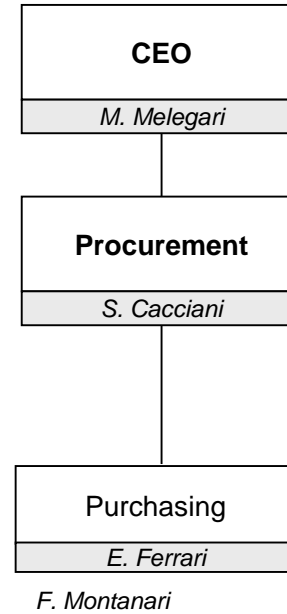 CEO
M. Melegari
Procurement
S. Cacciani
Purchasing
E. Ferrari
F. Montanari